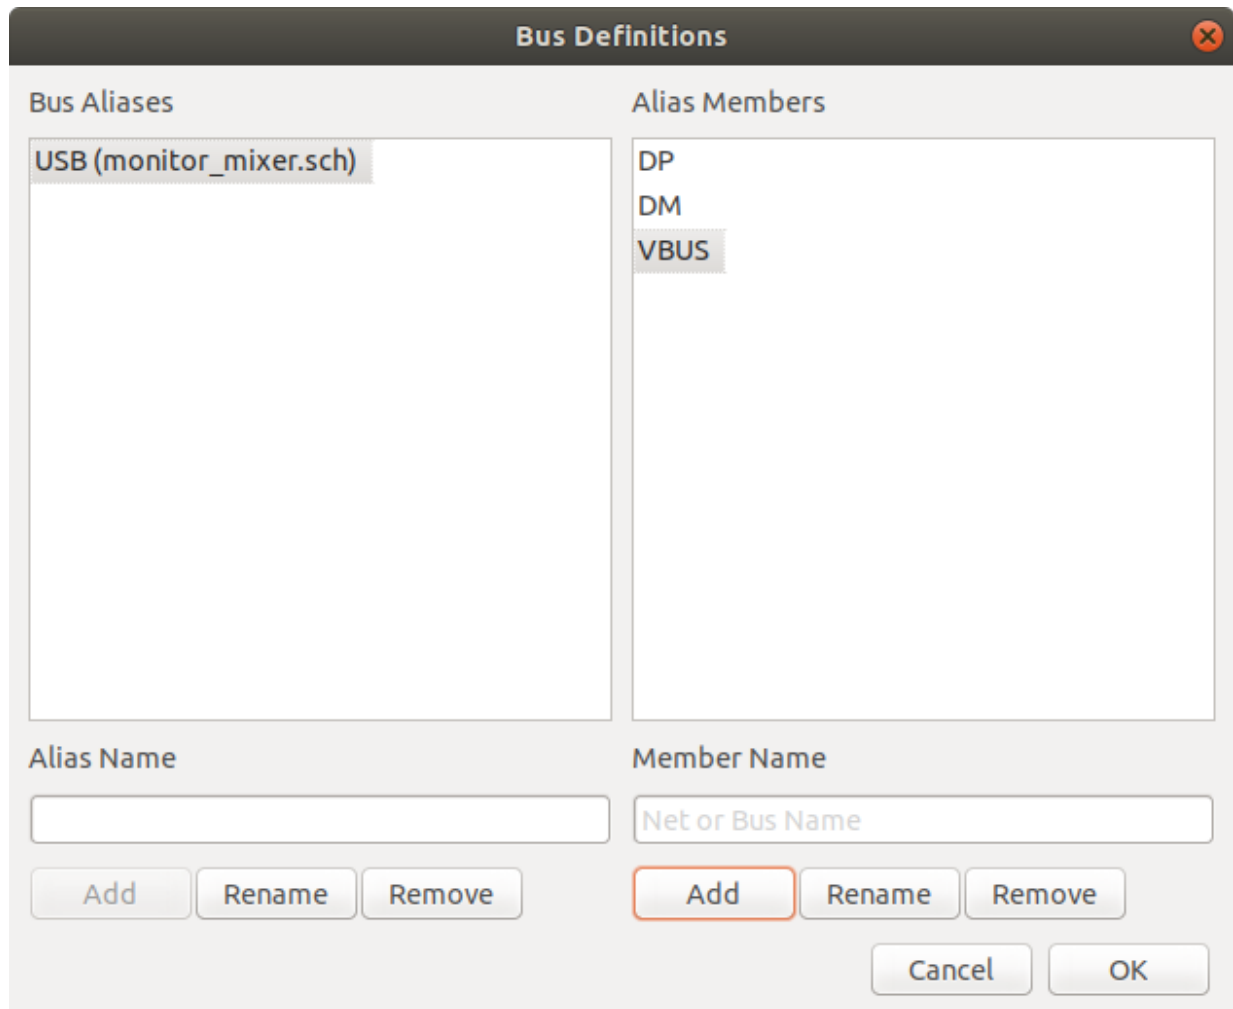 Bus Definitions
Bus Aliases
Alias Members
USB (monitor_mixer.sch)
DP
DM
VBUS
Alias Name
Member Name
Net or Bus Name
Add
Rename
Remove
Add
Rename
Remove
Cancel
OK